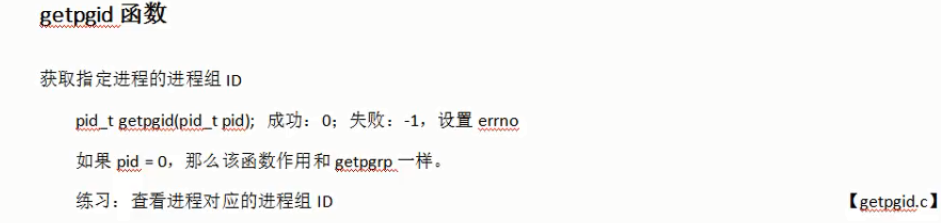 getpgid 函数
获取指定进程的进程组 ID
pid_t getpgid(pid_t pid); 成功：0；失败：-1，设置 errno
如果 pid = 0，那么该函数作用和 getpgrp 一样。
练习：查看进程对应的进程组 ID 【getpgid.c】